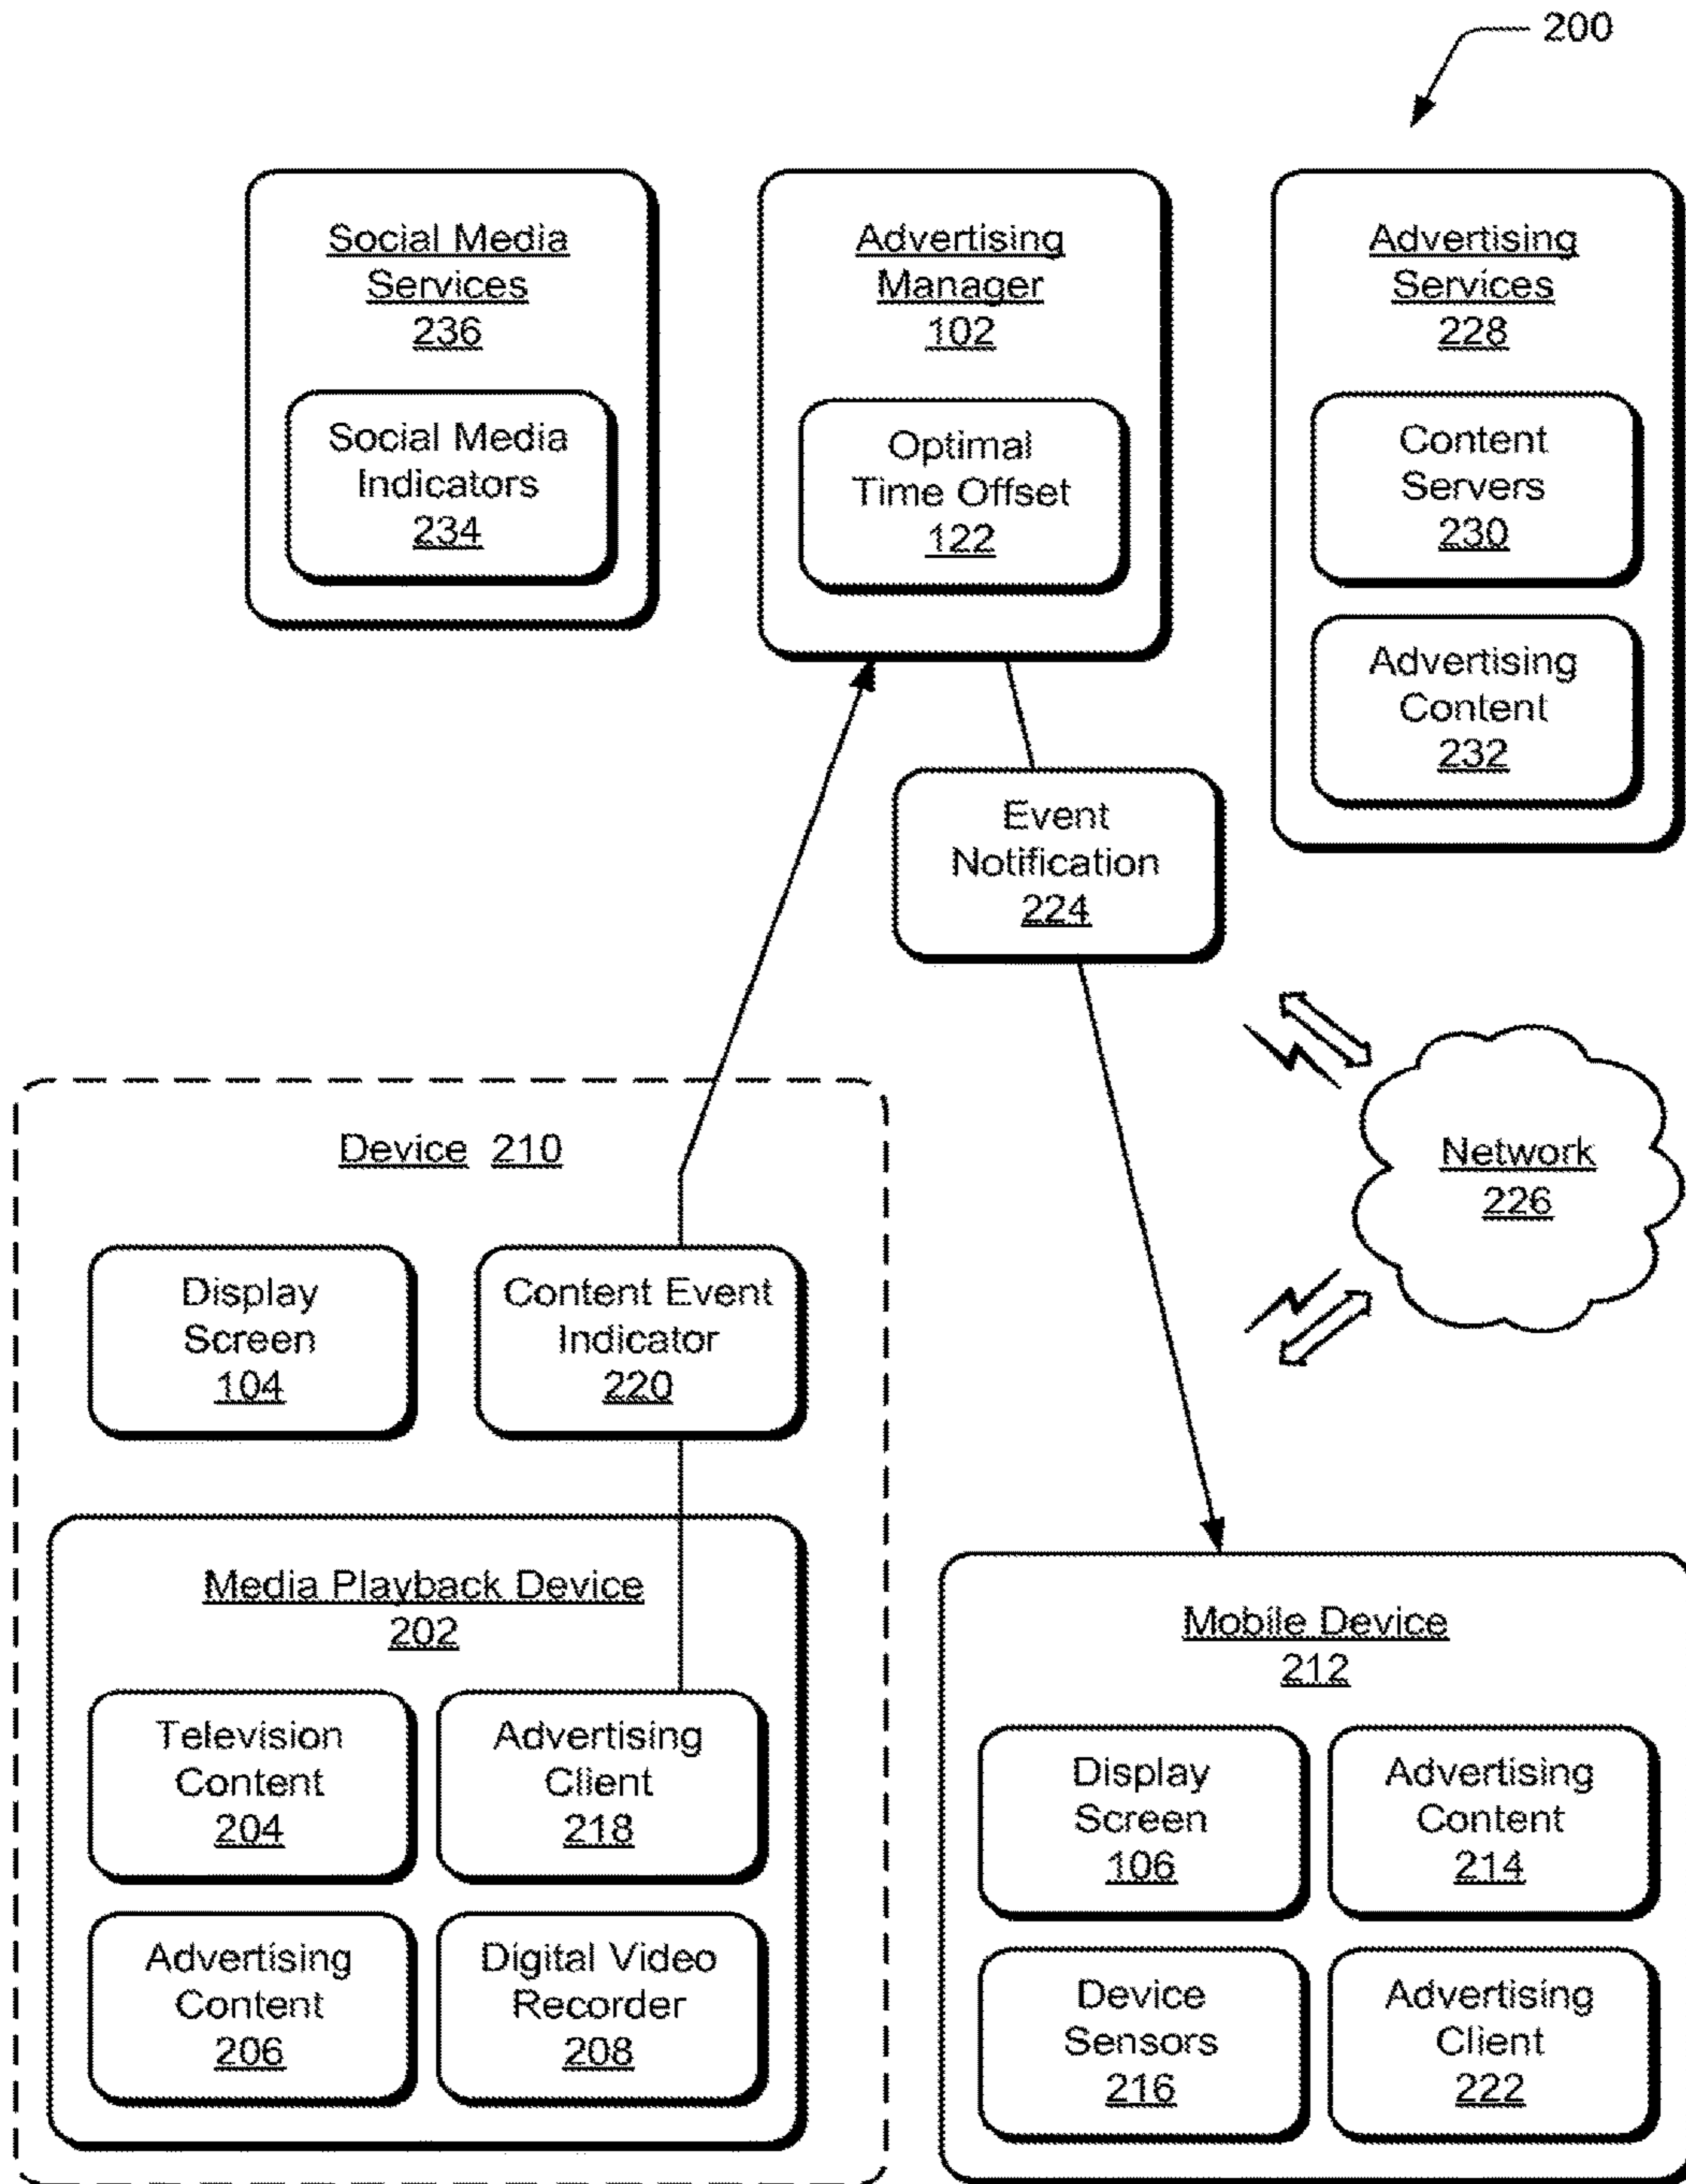 200
Social Media
Services
236
Social Media
Indicators
234
Advertising
Manager
102
Optimal
Time Offset
122
Advertising
Services
228
Content
Servers
230
Advertising
Content
232
Event
Notification
224
Network
226
Device 210
Display
Screen
104
Content Event
Indicator
220
Media Playback Device
202
Television
Content
204
Advertising
Client
218
Advertising
Content
206
Digital Video
Recorder
208
Mobile Device
212
Display
Screen
106
Advertising
Content
214
Device
Sensors
216
Advertising
Client
222